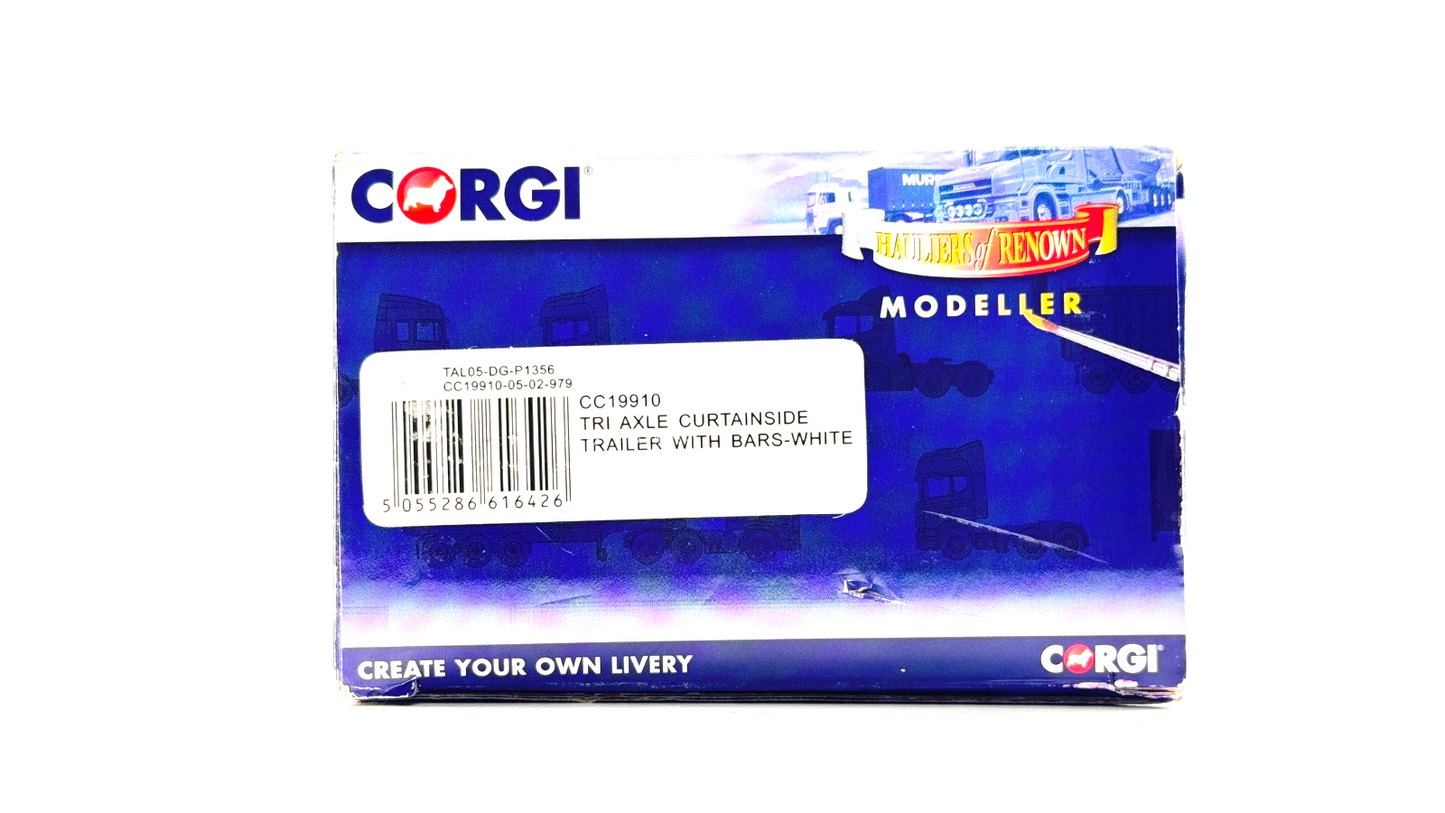 CORGI®
MUR
HAULIERS of RENOWN
MODELLER
TAL05-DG-P1356
CC19910-05-02-979
CC19910
TRI AXLE CURTAINSIDE
TRAILER WITH BARS-WHITE
5 055286 616426
CREATE YOUR OWN LIVERY
CORGI®